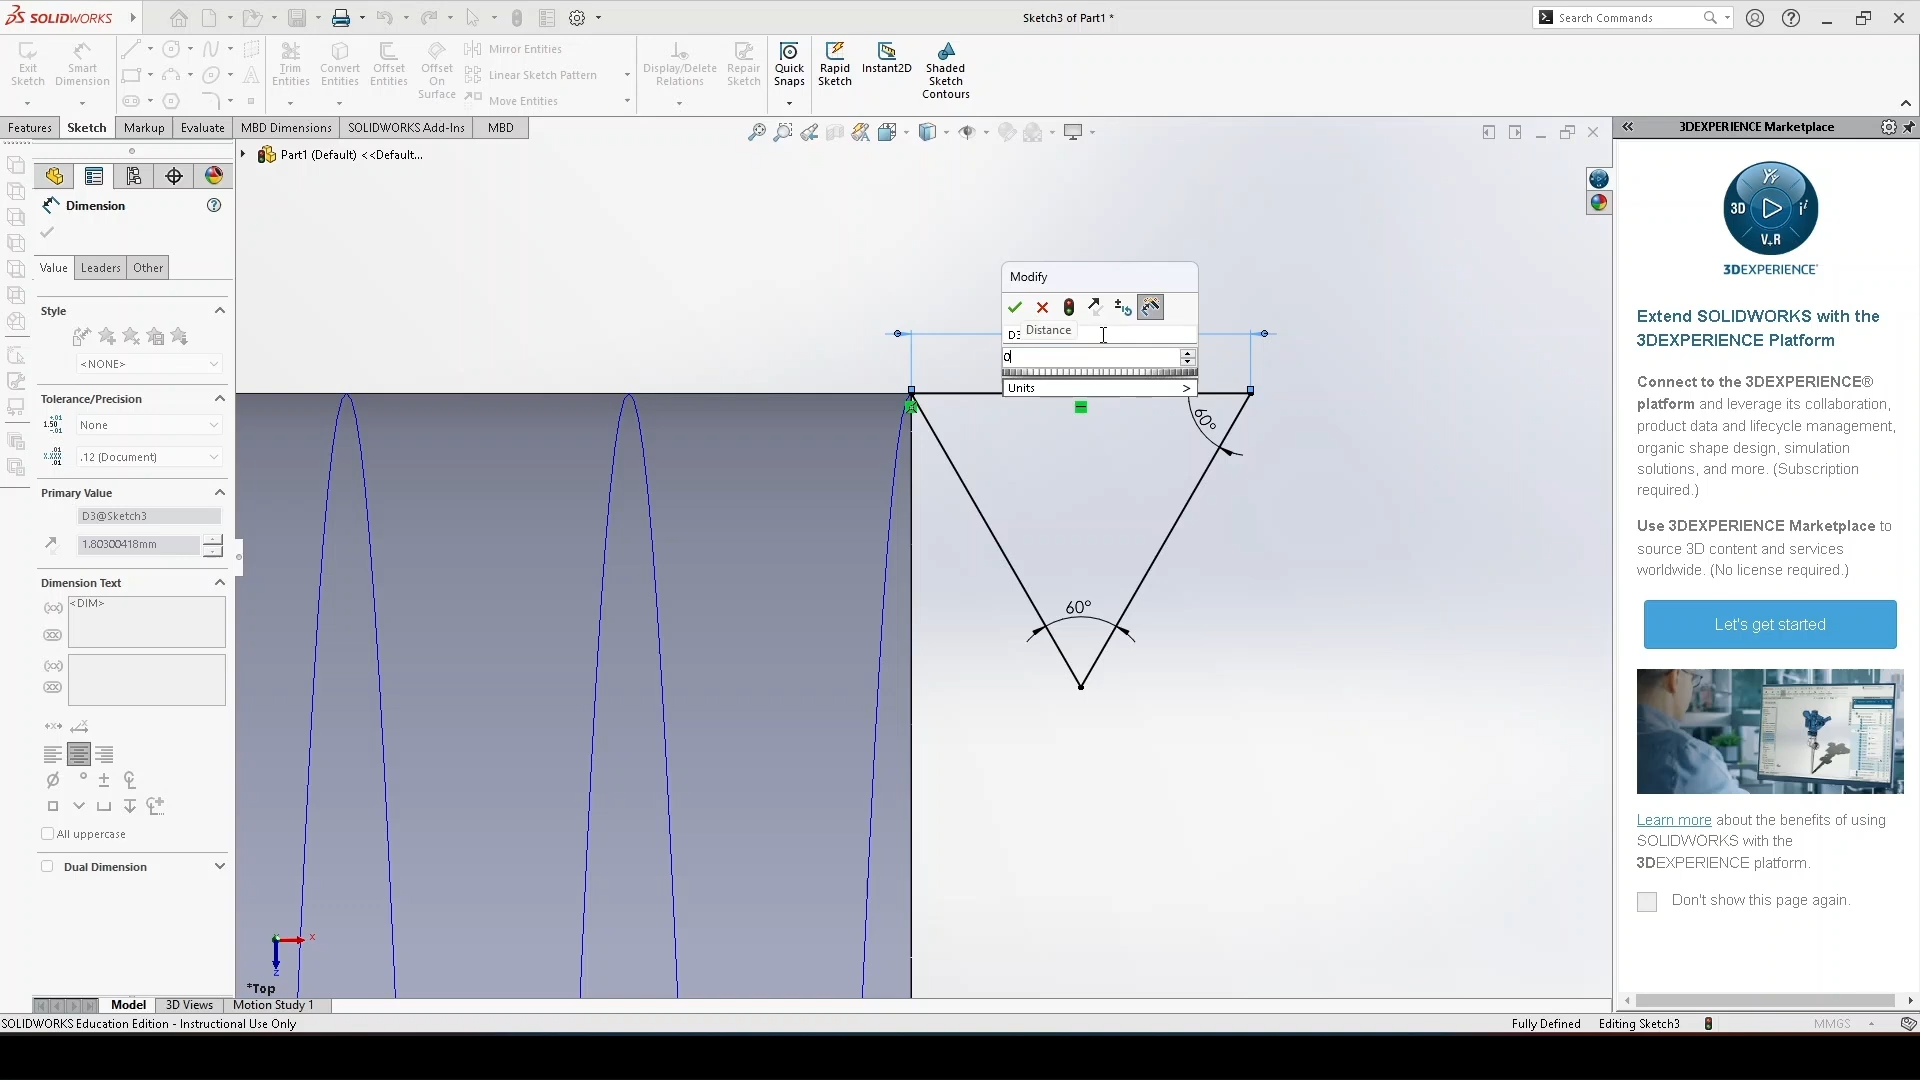 SOLIDWORKS
Sketch3 of Part1 *
Search Commands
Exit Sketch
Smart Dimension
Trim Entities
Convert Entities
Offset Entities
Offset On Surface
Mirror Entities
Linear Sketch Pattern
Move Entities
Display/Delete Relations
Repair Sketch
Quick Snaps
Rapid Sketch
Instant2D
Shaded Sketch Contours
Features
Sketch
Markup
Evaluate
MBD Dimensions
SOLIDWORKS Add-Ins
MBD
3DEXPERIENCE Marketplace
Part1 (Default) <<Default...
Dimension
Value
Leaders
Other
Style
<NONE>
Tolerance/Precision
None
.12 (Document)
Primary Value
D3@Sketch3
1.80300418mm
Dimension Text
<DIM>
All uppercase
Dual Dimension
Modify
D3
Distance
0
Units
>
60°
60°
x
z
*Top
3D
V+R
3DEXPERIENCE
Extend SOLIDWORKS with the
3DEXPERIENCE Platform
Connect to the 3DEXPERIENCE®
platform and leverage its collaboration,
product data and lifecycle management,
organic shape design, simulation
solutions, and more. (Subscription
required.)
Use 3DEXPERIENCE Marketplace to
source 3D content and services
worldwide. (No license required.)
Let's get started
Learn more about the benefits of using
SOLIDWORKS with the
3DEXPERIENCE platform.
Don't show this page again.
Model
3D Views
Motion Study 1
SOLIDWORKS Education Edition - Instructional Use Only
Fully Defined
Editing Sketch3
MMGS